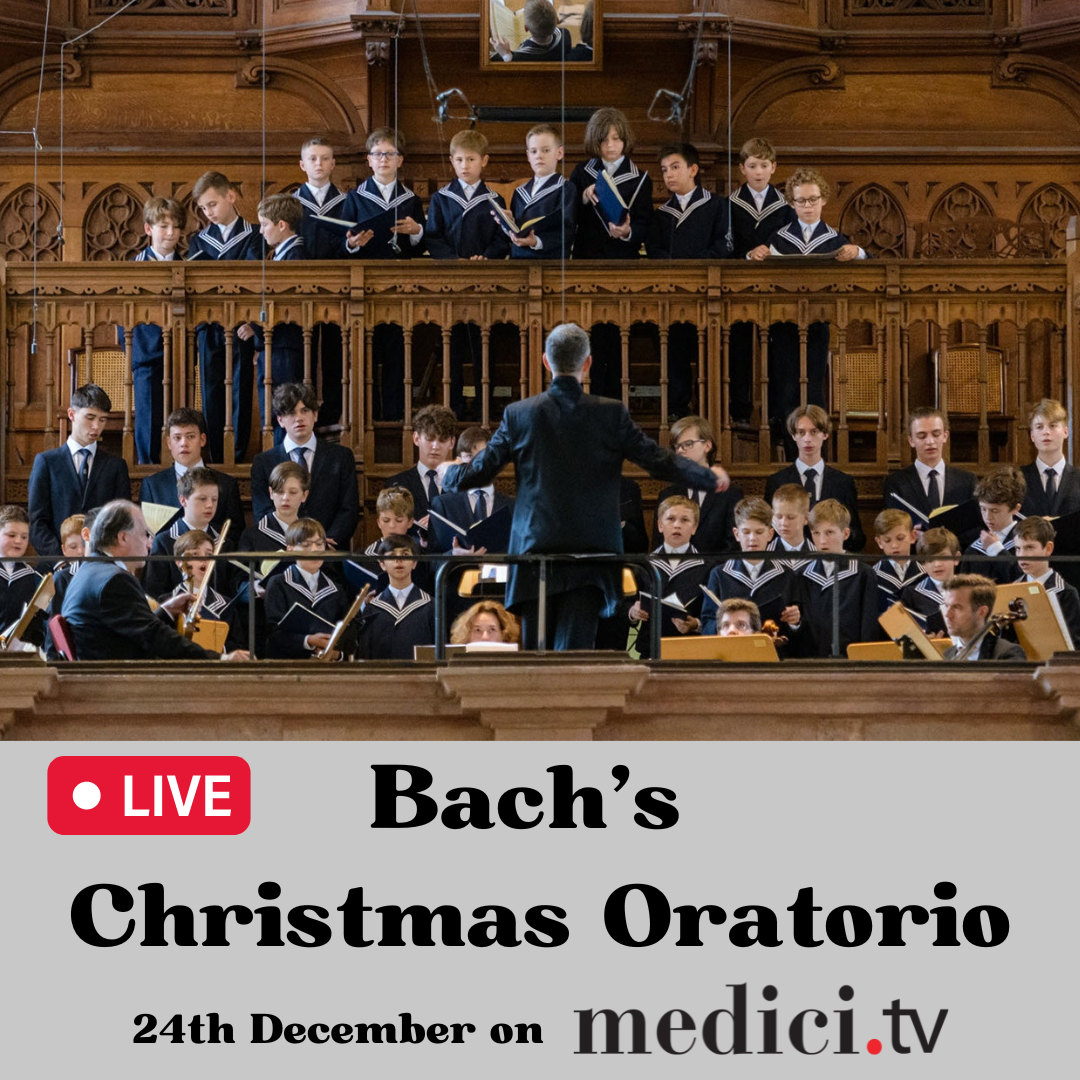 LIVE
Bach’s
Christmas Oratorio
24th December on medici.tv